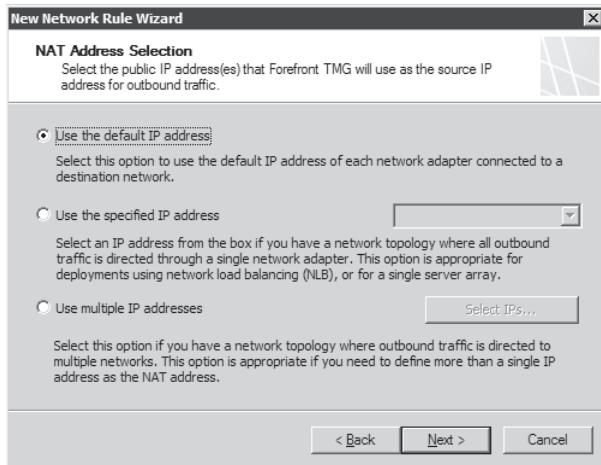 New Network Rule Wizard
NAT Address Selection
Select the public IP address(es) that Forefront TMG will use as the source IP
address for outbound traffic.
Use the default IP address
Select this option to use the default IP address of each network adapter connected to a
destination network.
Use the specified IP address
Select an IP address from the box if you have a network topology where all outbound
traffic is directed through a single network adapter. This option is appropriate for
deployments using network load balancing (NLB), or for a single server array.
Use multiple IP addresses
Select IPs...
Select this option if you have a network topology where outbound traffic is directed to
multiple networks. This option is appropriate if you need to define more than a single IP
address as the NAT address.
< Back Next > Cancel